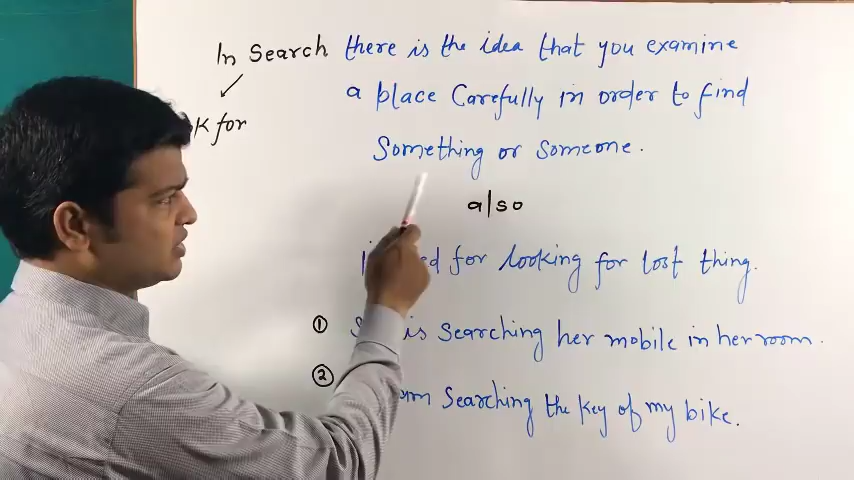 In Search there is the idea that you examine
a place Carefully in order to find
for
Something or Someone.
also
for looking for lost thing.
① is searching her mobile in her room.
② Searching the key of my bike.